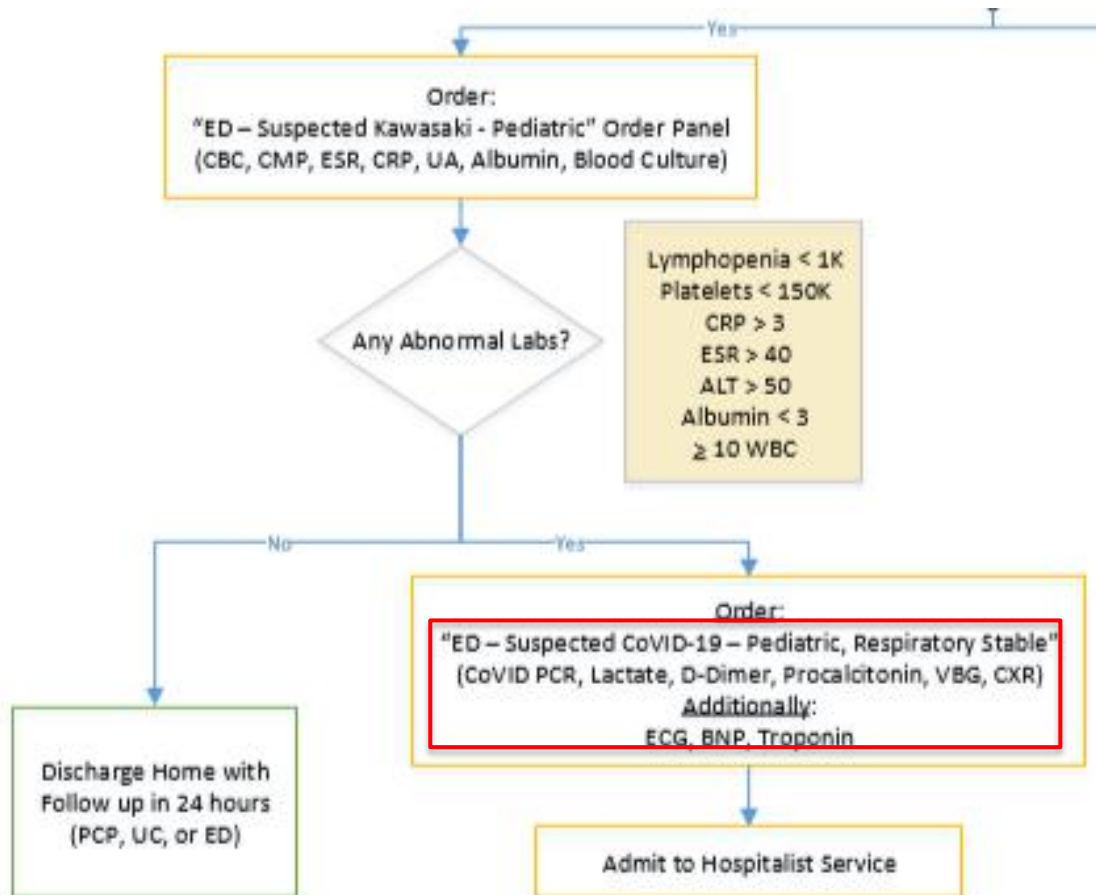 Yes
Order:
"ED – Suspected Kawasaki - Pediatric" Order Panel
(CBC, CMP, ESR, CRP, UA, Albumin, Blood Culture)
Any Abnormal Labs?
Lymphopenia < 1K
Platelets < 150K
CRP > 3
ESR > 40
ALT > 50
Albumin < 3
≥ 10 WBC
No
Yes
Order:
"ED – Suspected CoVID-19 – Pediatric, Respiratory Stable"
(CoVID PCR, Lactate, D-Dimer, Procalcitonin, VBG, CXR)
Additionally:
ECG, BNP, Troponin
Discharge Home with
Follow up in 24 hours
(PCP, UC, or ED)
Admit to Hospitalist Service